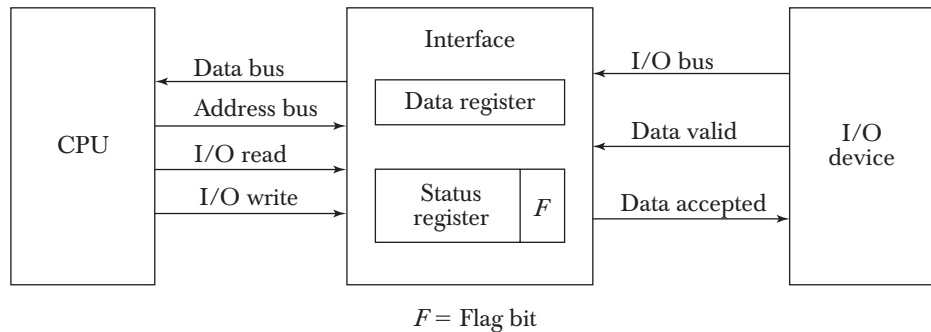 CPU
Data bus
Address bus
I/O read
I/O write
Interface
Data register
Status
register
F
I/O bus
Data valid
Data accepted
I/O
device
F = Flag bit